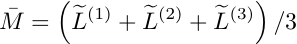 $\bar{M} = \left( \widetilde{L}^{(1)} + \widetilde{L}^{(2)} + \widetilde{L}^{(3)} \right) / 3$